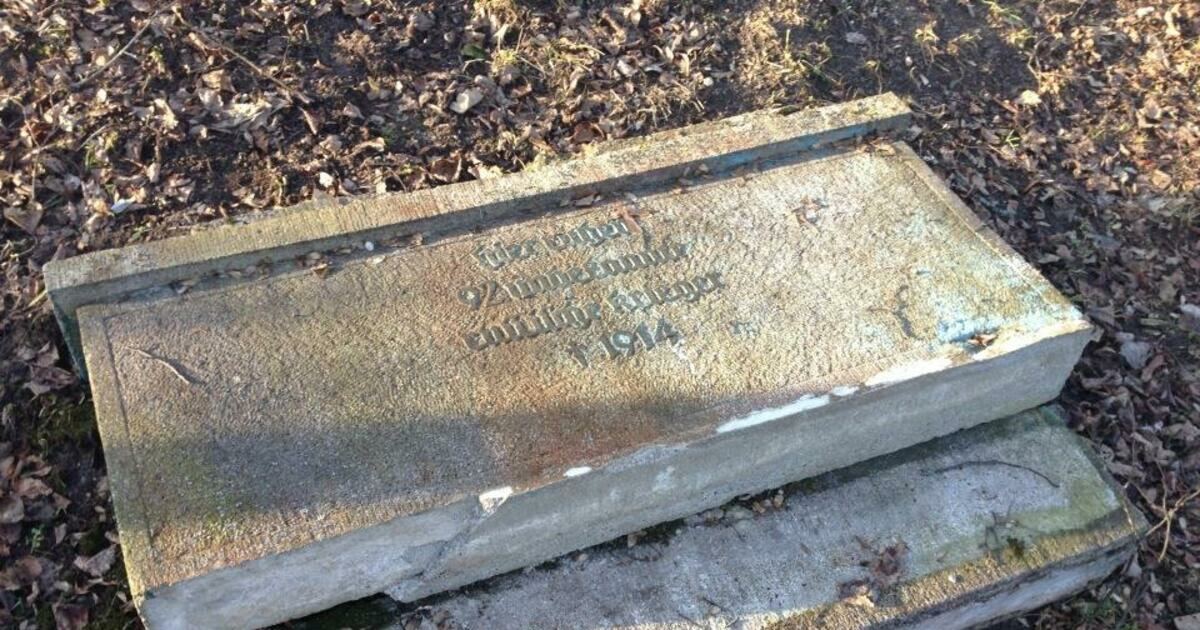 Hier ruhen
92 unbekannte
russische Krieger
† 1914